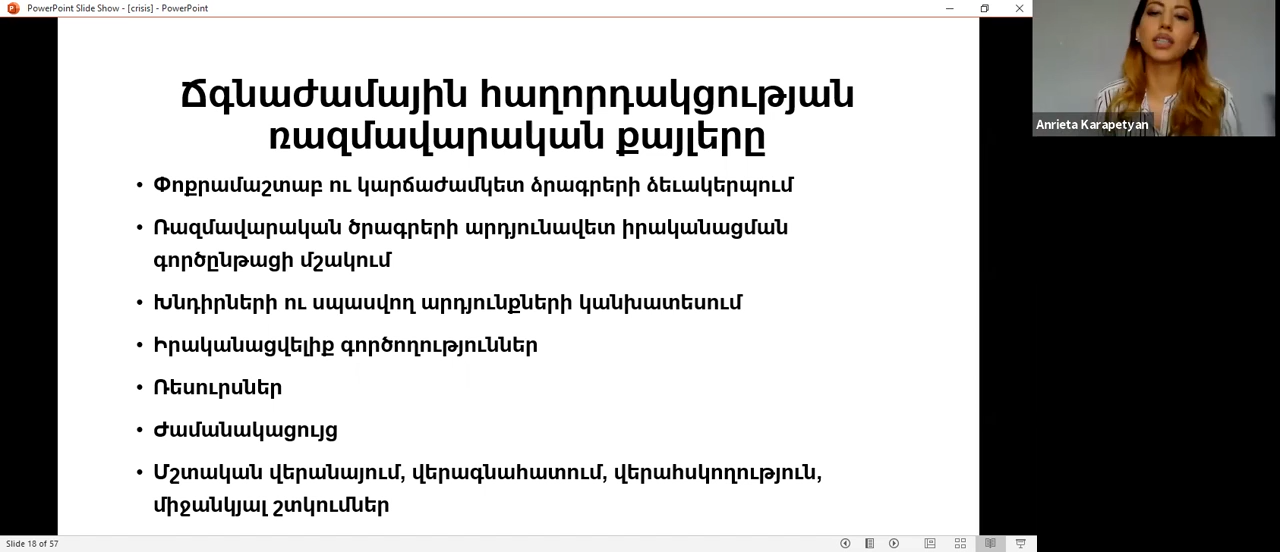 PowerPoint Slide Show - [crisis] - PowerPoint
Ճգնաժամային հաղորդակցության
ռազմավարական քայլերը
• Փոքրամաշտաբ ու կարճաժամկետ ծրագրերի ձեւակերպում
• Ռազմավարական ծրագրերի արդյունավետ իրականացման
գործընթացի մշակում
• Խնդիրների ու սպասվող արդյունքների կանխատեսում
• Իրականացվելիք գործողություններ
• Ռեսուրսներ
• Ժամանակացույց
• Մշտական վերանայում, վերագնահատում, վերահսկողություն,
միջանկյալ շտկումներ
Anrieta Karapetyan
Slide 18 of 57